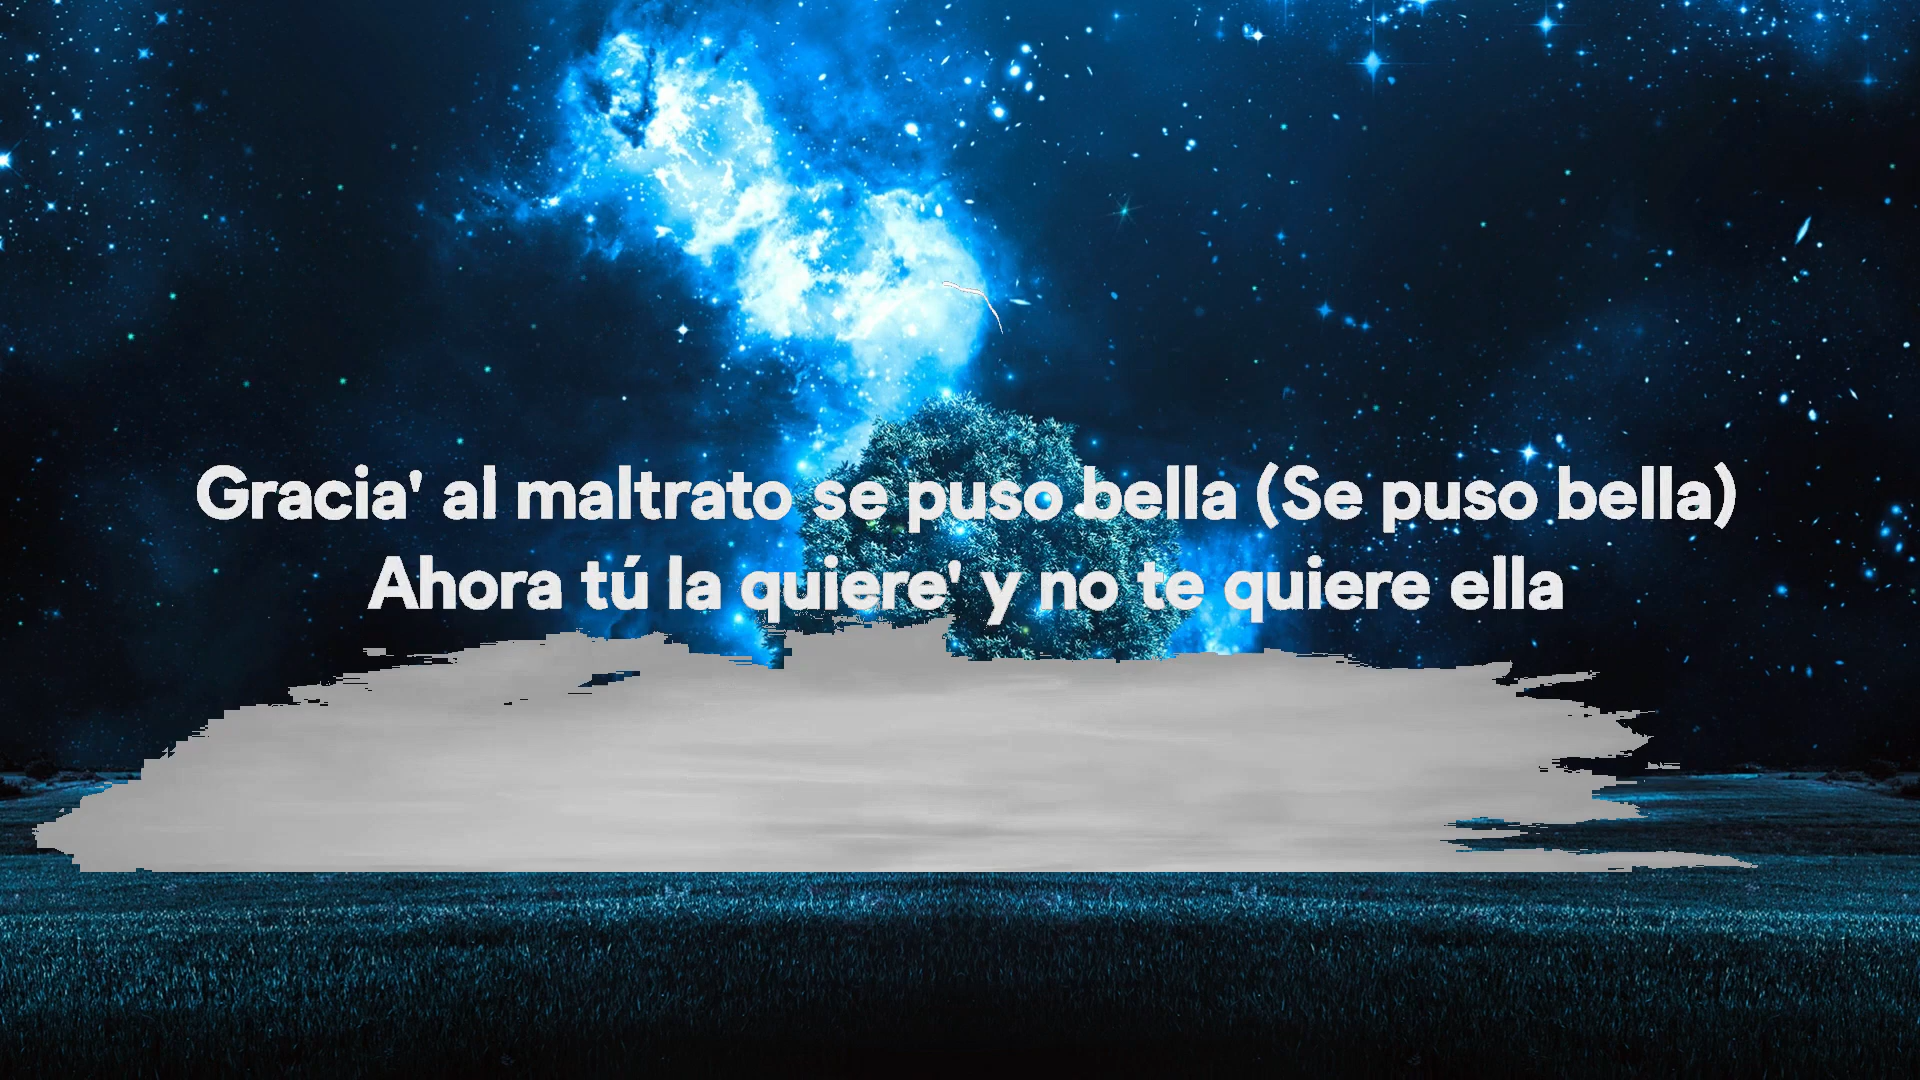 Gracia' al maltrato se puso bella (Se puso bella)
Ahora tú la quiere' y no te quiere ella